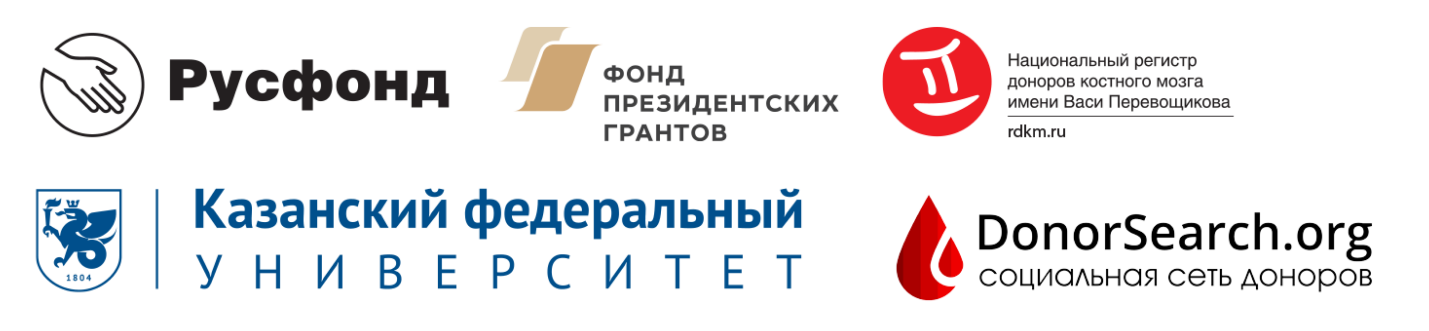 Русфонд
ФОНД
ПРЕЗИДЕНТСКИХ
ГРАНТОВ
Национальный регистр
доноров костного мозга
имени Васи Перевощикова
rdkm.ru
1804
Казанский федеральный
УНИВЕРСИТЕТ
DonorSearch.org
социальная сеть доноров